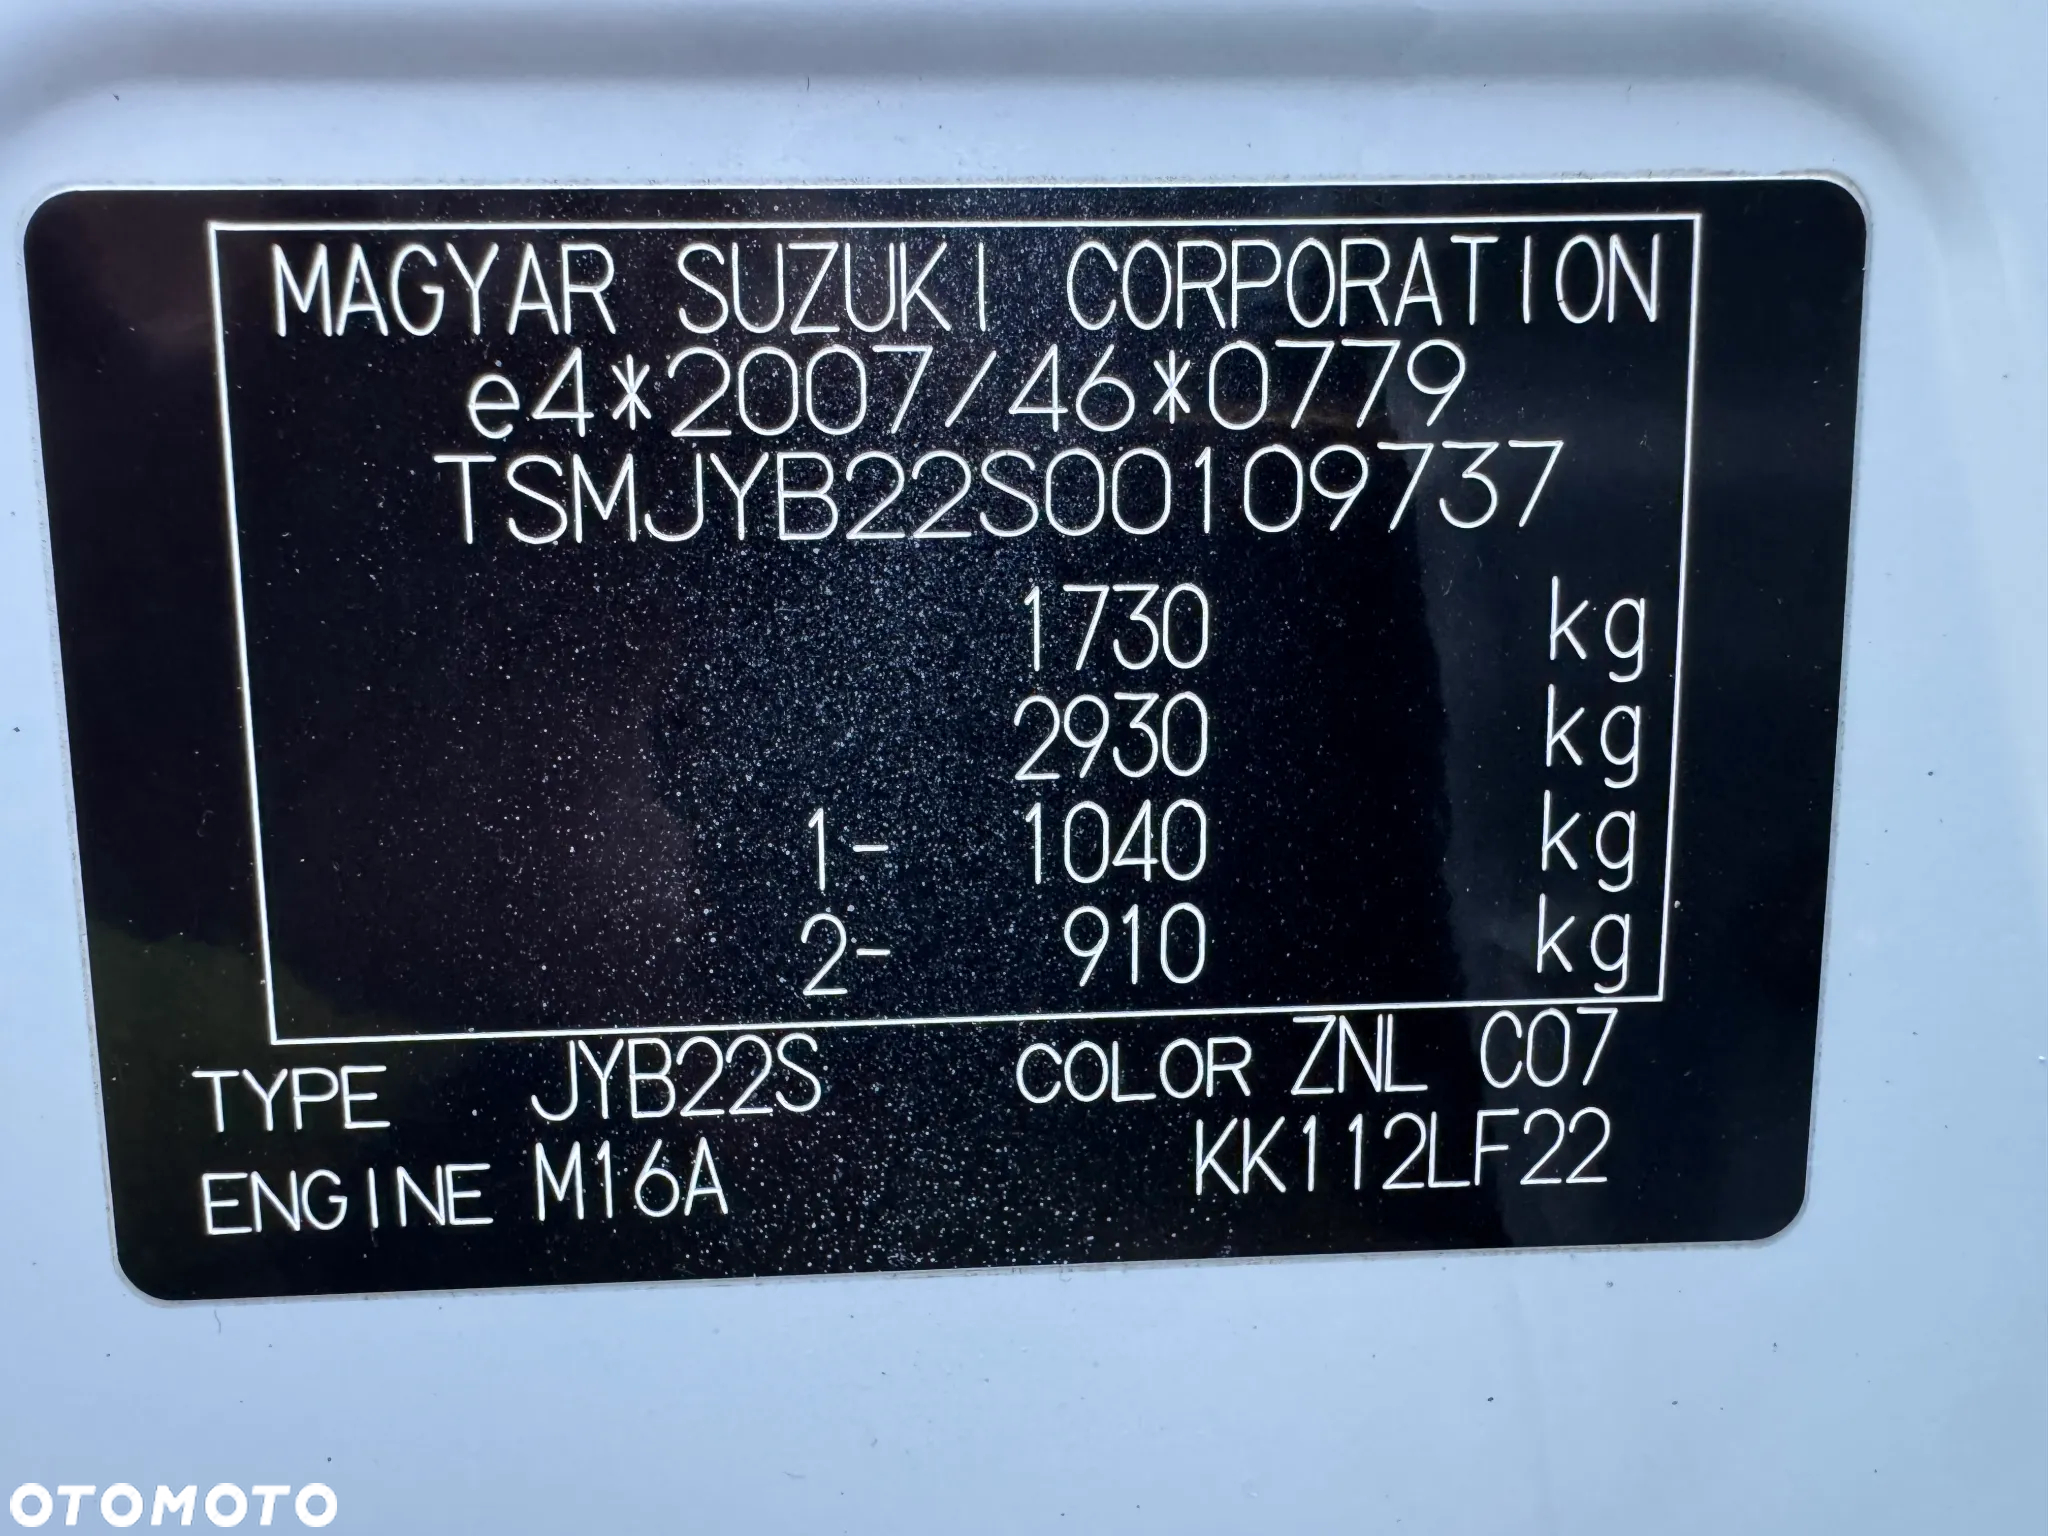 MAGYAR SUZUKI CORPORATION
e4*2007/46*0779
TSMJYB22S00109737
1730 kg
2930 kg
1- 1040 kg
2- 910 kg
TYPE JYB22S COLOR ZNL C07
ENGINE M16A KK112LF22
OTOMOTO